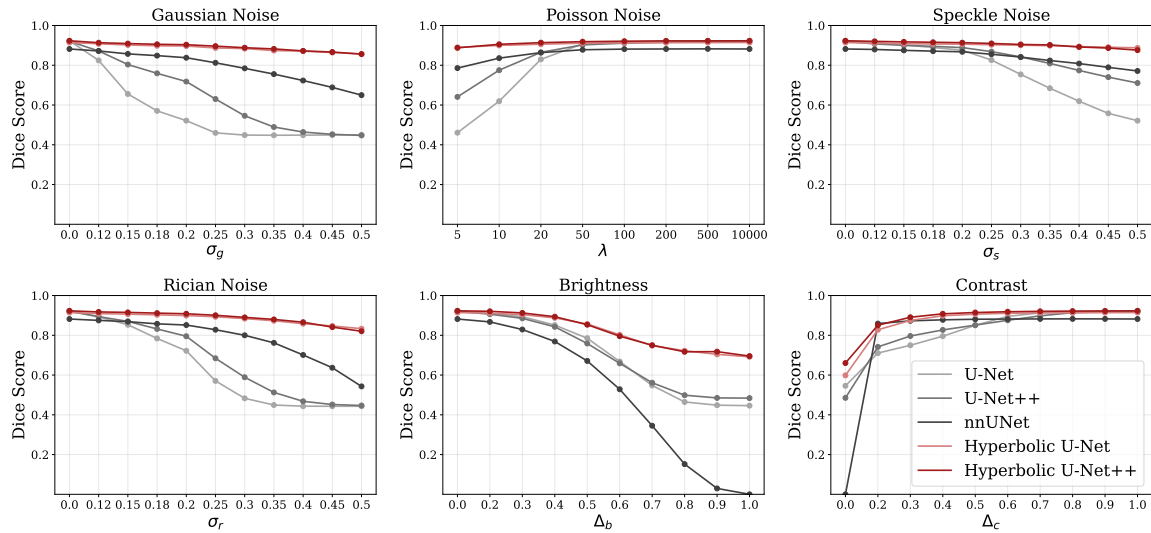 Gaussian Noise
Dice Score
1.0
0.8
0.6
0.4
0.2
0.0 0.12 0.15 0.18 0.2 0.25 0.3 0.35 0.4 0.45 0.5
σg
Poisson Noise
Dice Score
1.0
0.8
0.6
0.4
0.2
5 10 20 50 100 200 500 10000
λ
Speckle Noise
Dice Score
1.0
0.8
0.6
0.4
0.2
0.0 0.12 0.15 0.18 0.2 0.25 0.3 0.35 0.4 0.45 0.5
σs
Rician Noise
Dice Score
1.0
0.8
0.6
0.4
0.2
0.0 0.12 0.15 0.18 0.2 0.25 0.3 0.35 0.4 0.45 0.5
σr
Brightness
Dice Score
1.0
0.8
0.6
0.4
0.2
0.0 0.2 0.3 0.4 0.5 0.6 0.7 0.8 0.9 1.0
Δb
Contrast
Dice Score
1.0
0.8
0.6
0.4
0.2
0.0 0.2 0.3 0.4 0.5 0.6 0.7 0.8 0.9 1.0
Δc
U-Net
U-Net++
nnUNet
Hyperbolic U-Net
Hyperbolic U-Net++